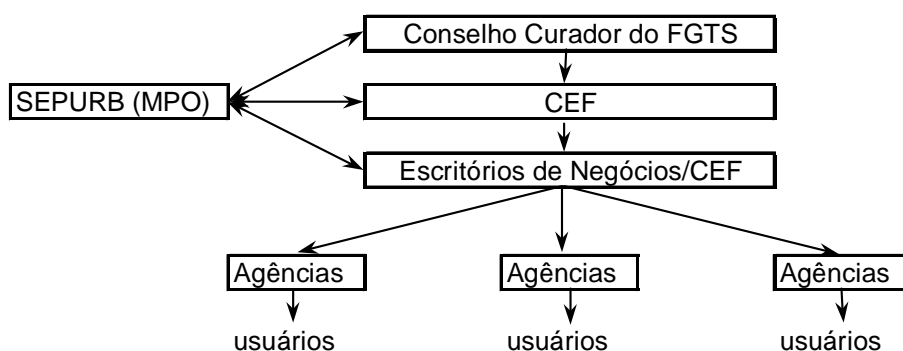 Conselho Curador do FGTS
SEPURB (MPO)
CEF
Escritórios de Negócios/CEF
Agências
Agências
Agências
usuários
usuários
usuários